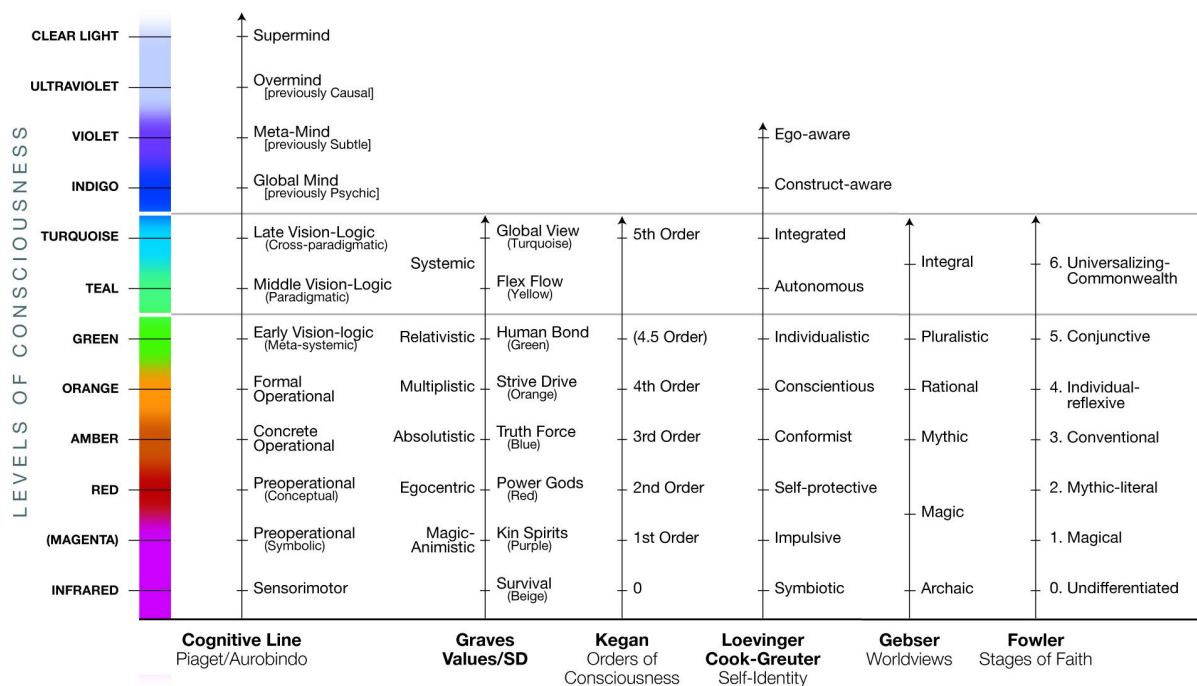 LEVELS OF CONSCIOUSNESS
CLEAR LIGHT
ULTRAVIOLET
VIOLET
INDIGO
TURQUOISE
TEAL
GREEN
ORANGE
AMBER
RED
(MAGENTA)
INFRARED
Supermind
Overmind
[previously Causal]
Meta-Mind
[previously Subtle]
Global Mind
[previously Psychic]
Late Vision-Logic
(Cross-paradigmatic)
Middle Vision-Logic
(Paradigmatic)
Early Vision-logic
(Meta-systemic)
Formal
Operational
Concrete
Operational
Preoperational
(Conceptual)
Preoperational
(Symbolic)
Sensorimotor
Cognitive Line
Piaget/Aurobindo
Systemic
Relativistic
Multiplistic
Absolutistic
Egocentric
Magic-
Animistic
Global View
(Turquoise)
Flex Flow
(Yellow)
Human Bond
(Green)
Strive Drive
(Orange)
Truth Force
(Blue)
Power Gods
(Red)
Kin Spirits
(Purple)
Survival
(Beige)
Graves
Values/SD
5th Order
(4.5 Order)
4th Order
3rd Order
2nd Order
1st Order
0
Kegan
Orders of
Consciousness
Ego-aware
Construct-aware
Integrated
Autonomous
Individualistic
Conscientious
Conformist
Self-protective
Impulsive
Symbiotic
Loevinger
Cook-Greuter
Self-Identity
Integral
Pluralistic
Rational
Mythic
Magic
Archaic
Gebser
Worldviews
6. Universalizing-
Commonwealth
5. Conjunctive
4. Individual-
reflexive
3. Conventional
2. Mythic-literal
1. Magical
0. Undifferentiated
Fowler
Stages of Faith